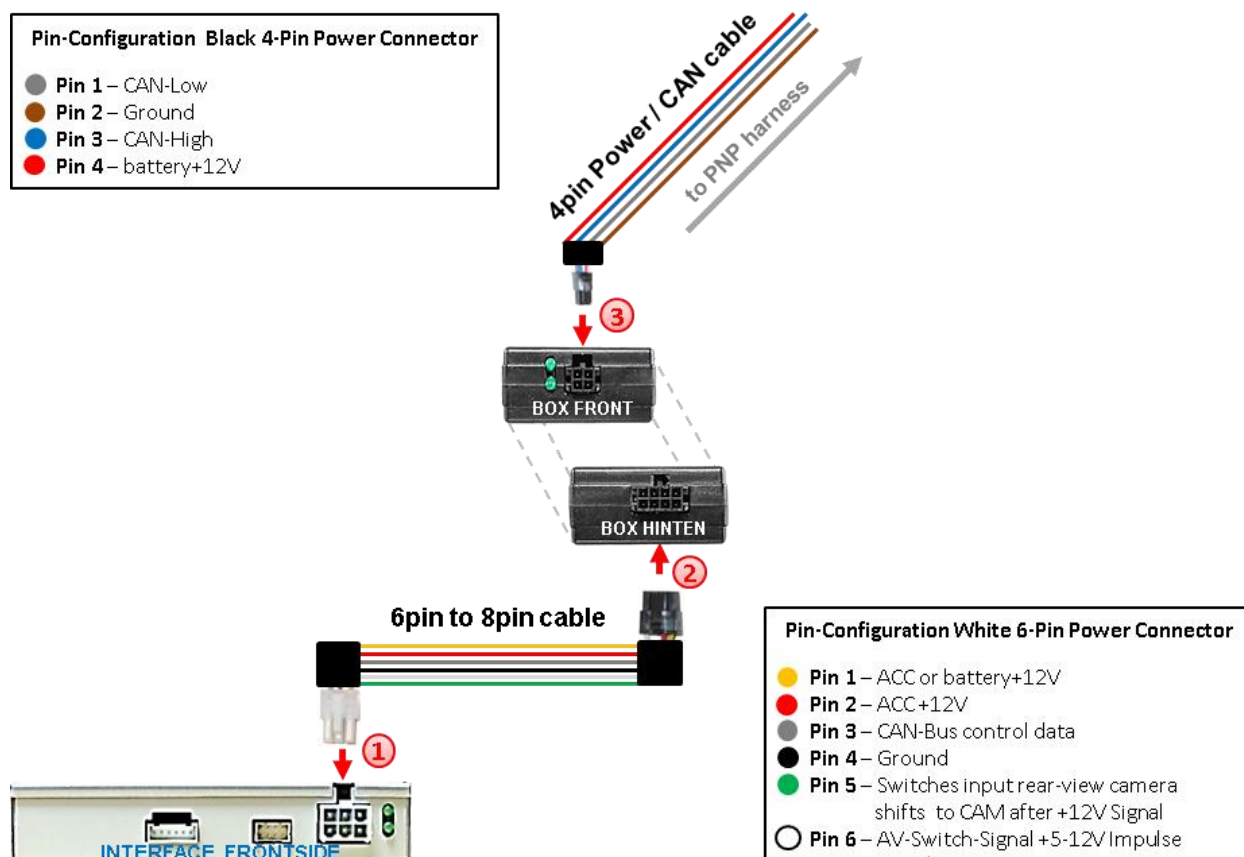 Pin-Configuration Black 4-Pin Power Connector
Pin 1 – CAN-Low
Pin 2 – Ground
Pin 3 – CAN-High
Pin 4 – battery+12V
4pin Power / CAN cable
to PNP harness
3
BOX FRONT
BOX HINTEN
2
6pin to 8pin cable
1
INTERFACE FRONTSIDE
Pin-Configuration White 6-Pin Power Connector
Pin 1 – ACC or battery+12V
Pin 2 – ACC +12V
Pin 3 – CAN-Bus control data
Pin 4 – Ground
Pin 5 – Switches input rear-view camera
shifts to CAM after +12V Signal
Pin 6 – AV-Switch-Signal +5-12V Impulse